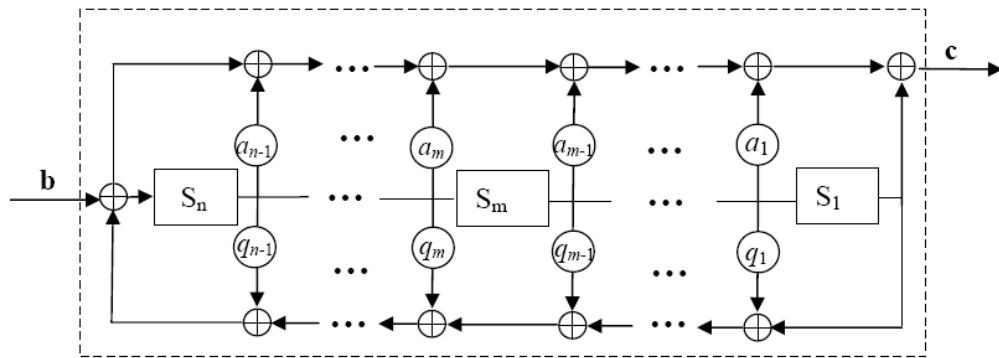 c
... ...
a_{n-1} ... a_m a_{m-1} ... a_1
b
S_n ... S_m ... S_1
q_{n-1} ... q_m q_{m-1} ... q_1
... ...